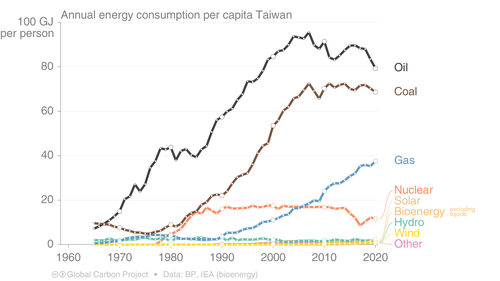 Annual energy consumption per capita Taiwan
100 GJ
per person
80
60
40
20
0
1960
1970
1980
1990
2000
2010
2020
Oil
Coal
Gas
Nuclear
Solar
Bioenergy excluding liquids
Hydro
Wind
Other
Global Carbon Project • Data: BP, IEA (bioenergy)